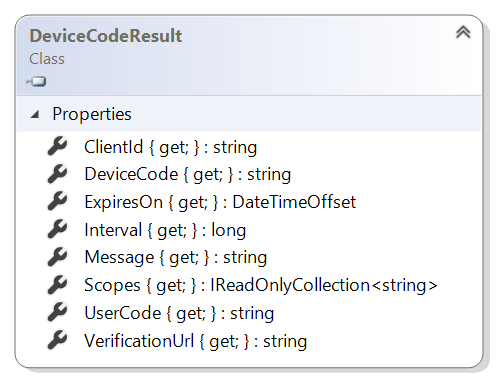 DeviceCodeResult
Class
Properties
ClientId { get; } : string
DeviceCode { get; } : string
ExpiresOn { get; } : DateTimeOffset
Interval { get; } : long
Message { get; } : string
Scopes { get; } : IReadOnlyCollection<string>
UserCode { get; } : string
VerificationUrl { get; } : string